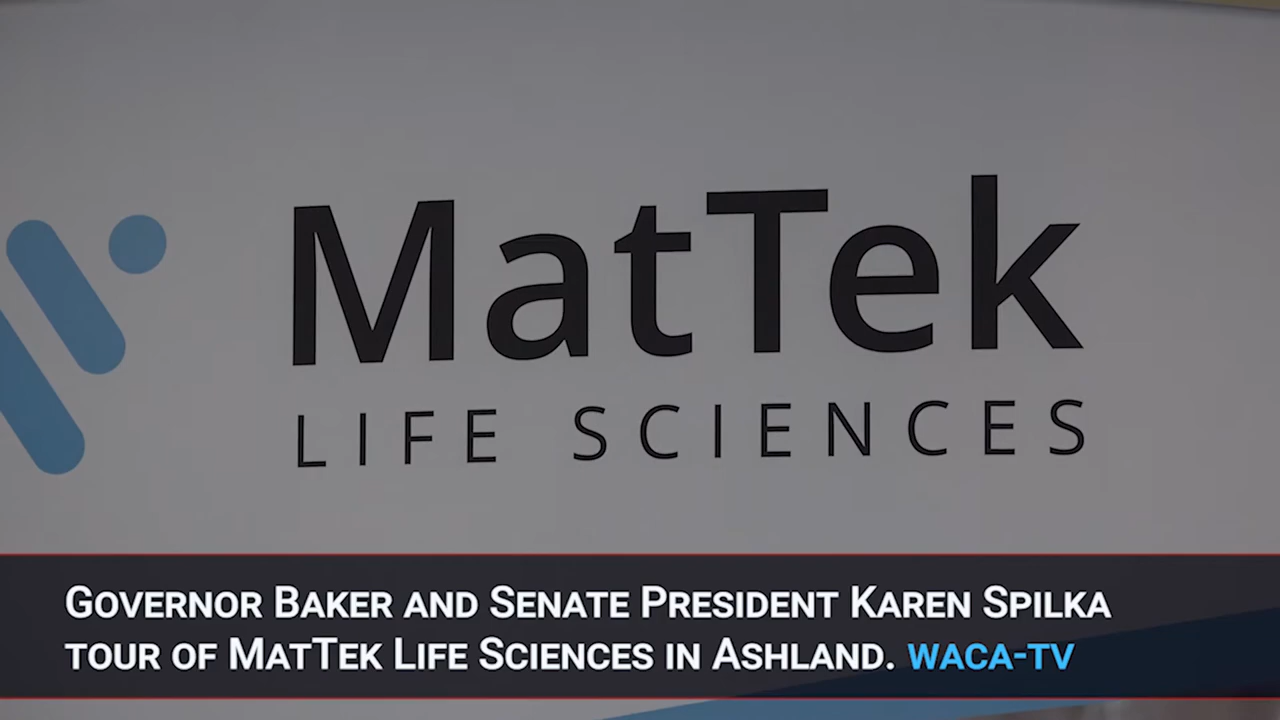 MatTek
LIFE SCIENCES
GOVERNOR BAKER AND SENATE PRESIDENT KAREN SPILKA
TOUR OF MATTEK LIFE SCIENCES IN ASHLAND. WACA-TV